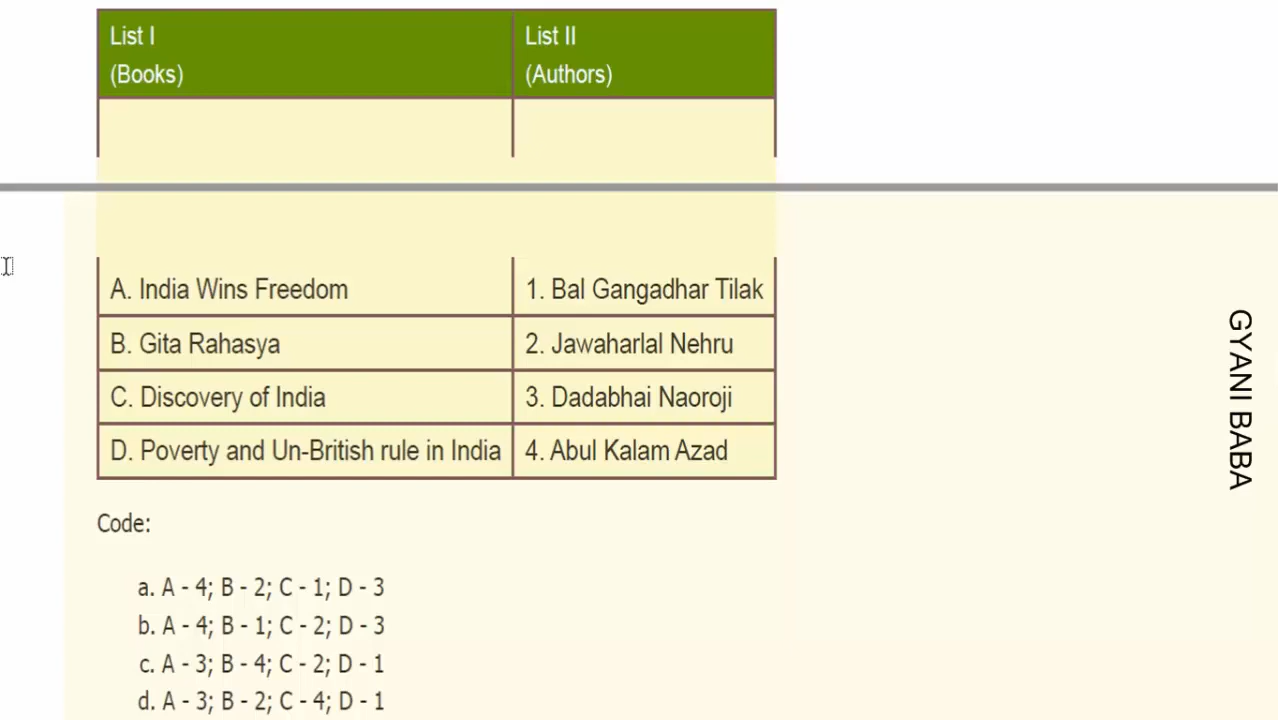 List I
(Books)
List II
(Authors)
A. India Wins Freedom
1. Bal Gangadhar Tilak
B. Gita Rahasya
2. Jawaharlal Nehru
C. Discovery of India
3. Dadabhai Naoroji
D. Poverty and Un-British rule in India
4. Abul Kalam Azad
Code:
a. A - 4; B - 2; C - 1; D - 3
b. A - 4; B - 1; C - 2; D - 3
c. A - 3; B - 4; C - 2; D - 1
d. A - 3; B - 2; C - 4; D - 1
GYANI BABA